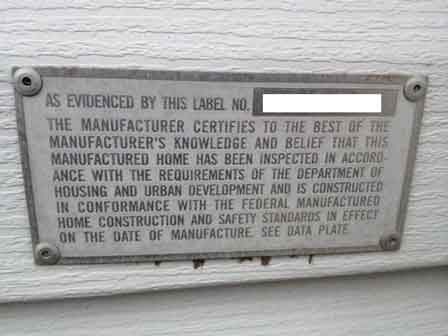 AS EVIDENCED BY THIS LABEL NO.
THE MANUFACTURER CERTIFIES TO THE BEST OF THE
MANUFACTURER'S KNOWLEDGE AND BELIEF THAT THIS
MANUFACTURED HOME HAS BEEN INSPECTED IN ACCORD-
ANCE WITH THE REQUIREMENTS OF THE DEPARTMENT OF
HOUSING AND URBAN DEVELOPMENT AND IS CONSTRUCTED
IN CONFORMANCE WITH THE FEDERAL MANUFACTURED
HOME CONSTRUCTION AND SAFETY STANDARDS IN EFFECT
ON THE DATE OF MANUFACTURE. SEE DATA PLATE.